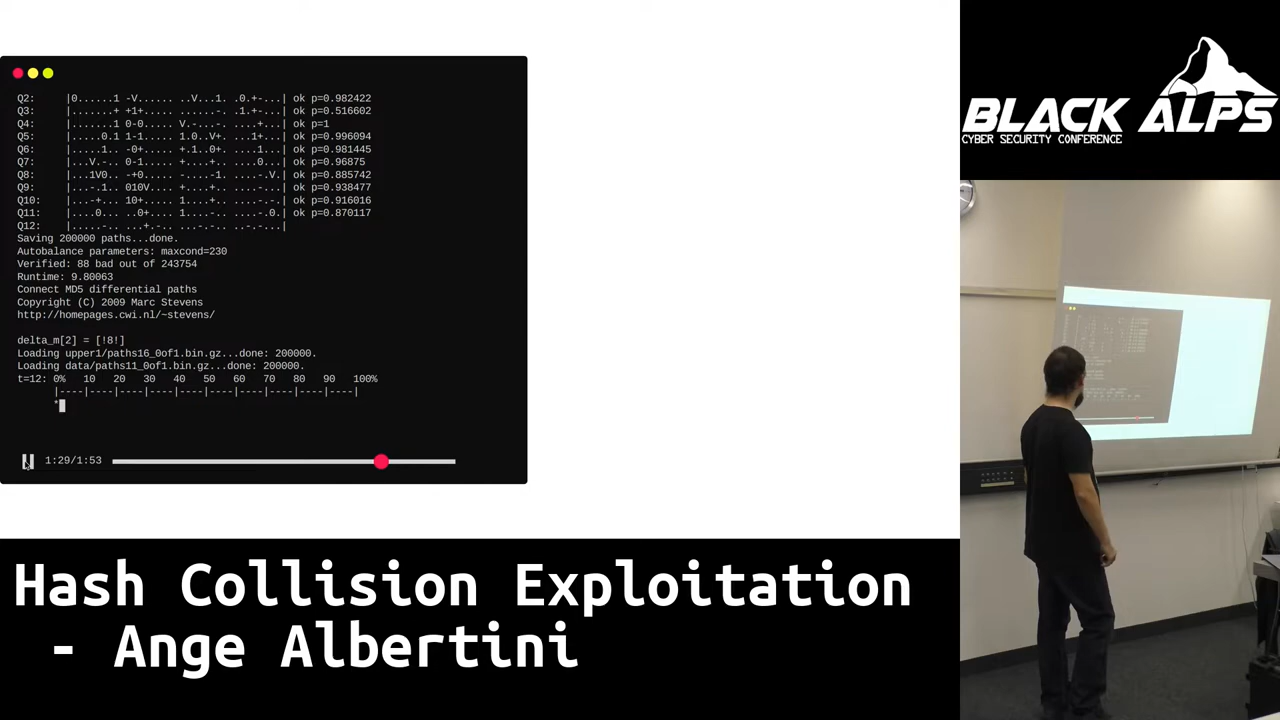 Q2: |0......1 -V...... ..V...1. .0.+-...| ok p=0.982422
Q3: |.......+ +1+..... ......-. .1.+-...| ok p=0.516602
Q4: |.......1 0-0..... V.-...-. ....+...| ok p=1
Q5: |.....0.1 1-1..... 1.0..V+. ...1+...| ok p=0.996094
Q6: |.....1.. -0+..... +.1..0+. ...1....| ok p=0.981445
Q7: |...V.-.. 0-1..... +....+.. ...0...| ok p=0.96875
Q8: |...1V0.. -+0..... -....-1. ....-.V.| ok p=0.885742
Q9: |...-.1.. 010V.... +....+.. ....-.-.| ok p=0.938477
Q10: |...-+... 10+..... 1....+.. ....-.-.| ok p=0.916016
Q11: |....0... ..0+.... 1....-.. ....-.0.| ok p=0.870117
Q12: |.....-.. ...+.-.. ..-.-...|
Saving 200000 paths...done.
Autobalance parameters: maxcond=230
Verified: 88 bad out of 243754
Runtime: 9.80063
Connect MD5 differential paths
Copyright (C) 2009 Marc Stevens
http://homepages.cwi.nl/~stevens/
delta_m[2] = [!8!]
Loading upper1/paths16_0of1.bin.gz...done: 200000.
Loading data/paths11_0of1.bin.gz...done: 200000.
t=12: 0% 10 20 30 40 50 60 70 80 90 100%
|----|----|----|----|----|----|----|----|----|----|
*
1:29/1:53
BLACK ALPS
CYBER SECURITY CONFERENCE
Hash Collision Exploitation
- Ange Albertini